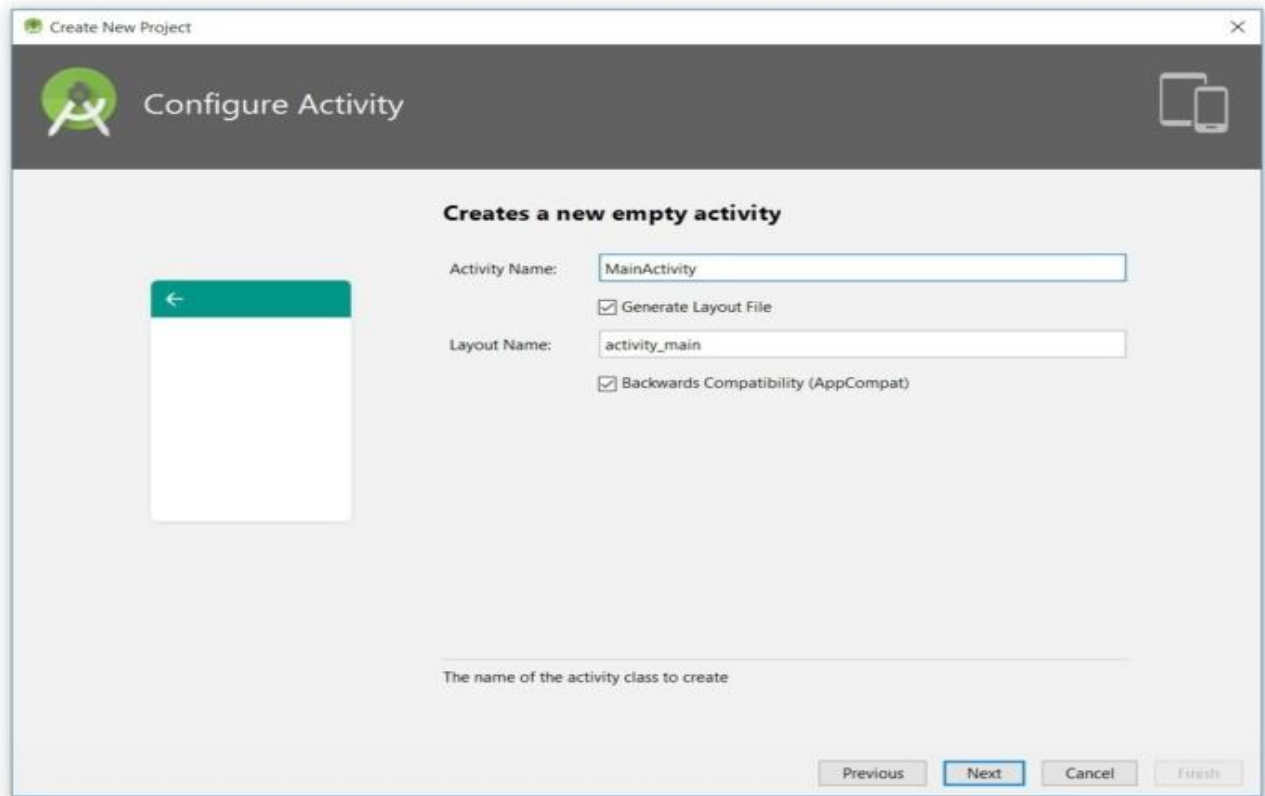 Create New Project
Configure Activity
Creates a new empty activity
Activity Name: MainActivity
Generate Layout File
Layout Name: activity_main
Backwards Compatibility (AppCompat)
The name of the activity class to create
Previous Next Cancel Finish